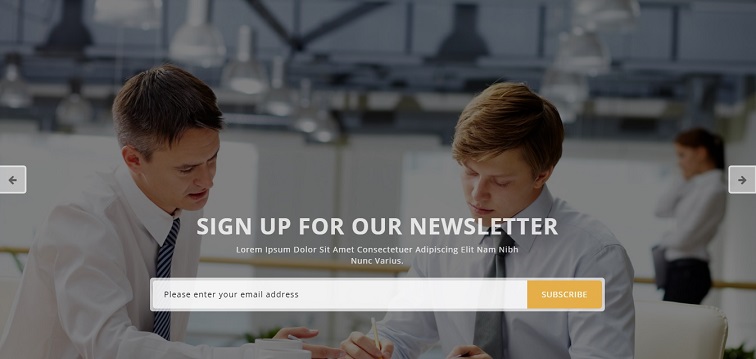 SIGN UP FOR OUR NEWSLETTER
Lorem Ipsum Dolor Sit Amet Consectetuer Adipiscing Elit Nam Nibh
Nunc Varius.
Please enter your email address
SUBSCRIBE